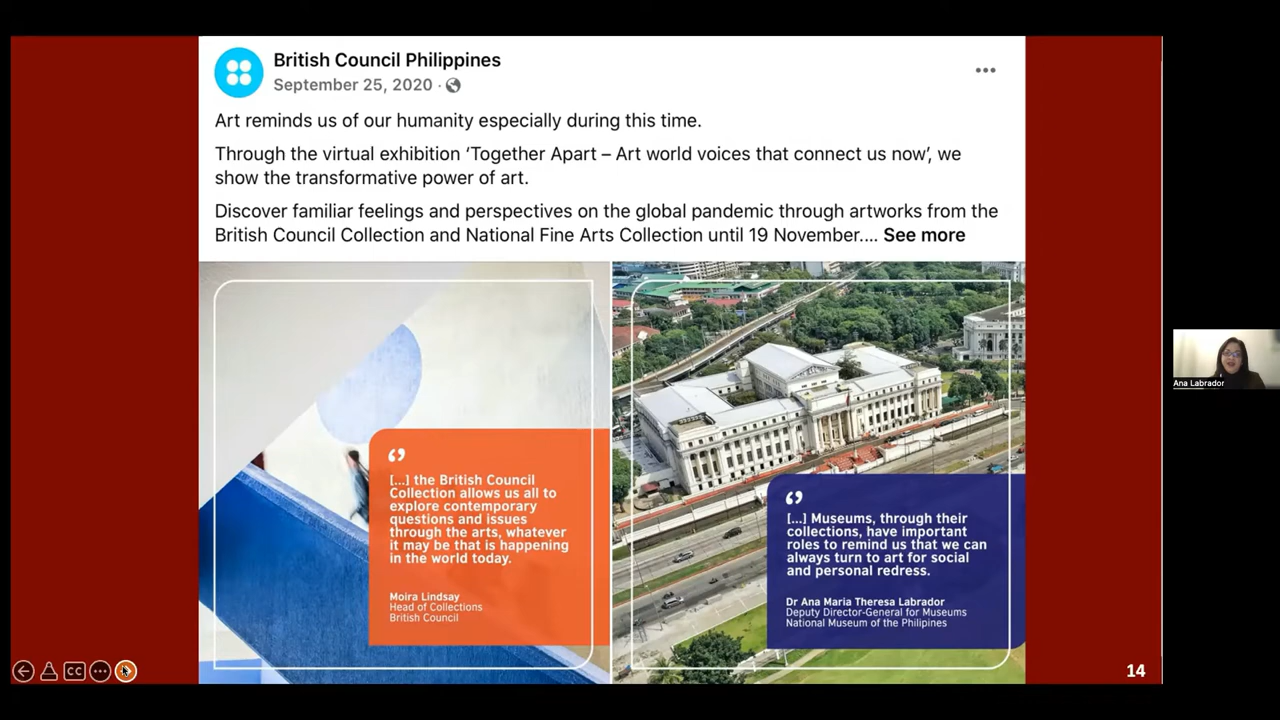 British Council Philippines
September 25, 2020 ·
Art reminds us of our humanity especially during this time.
Through the virtual exhibition ‘Together Apart – Art world voices that connect us now’, we
show the transformative power of art.
Discover familiar feelings and perspectives on the global pandemic through artworks from the
British Council Collection and National Fine Arts Collection until 19 November.... See more
[...] the British Council
Collection allows us all to
explore contemporary
questions and issues
through the arts, whatever
it may be that is happening
in the world today.
Moira Lindsay
Head of Collections
British Council
[...] Museums, through their
collections, have important
roles to remind us that we can
always turn to art for social
and personal redress.
Dr Ana Maria Theresa Labrador
Deputy Director-General for Museums
National Museum of the Phlipines
Ana Labrador
CC
14